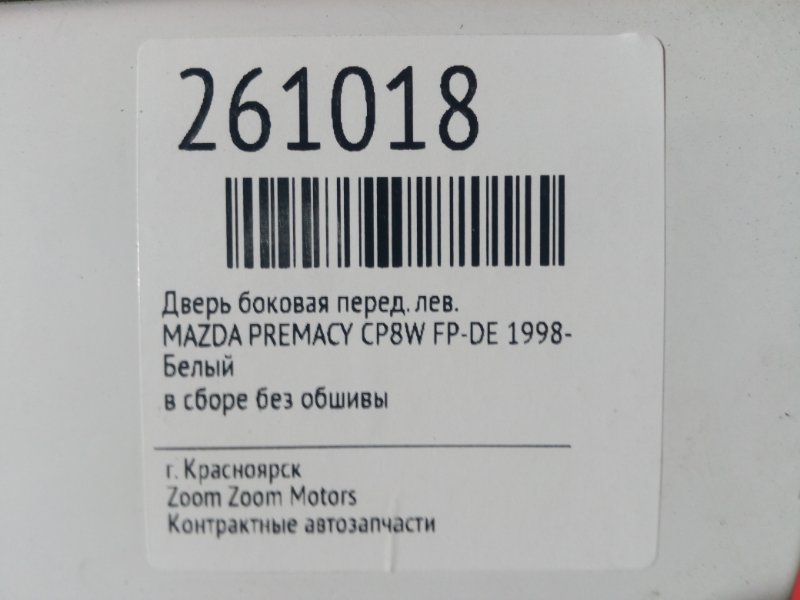 261018
Дверь боковая перед. лев.
MAZDA PREMACY CP8W FP-DE 1998-
Белый
в сборе без обшивы
г. Красноярск
Zoom Zoom Motors
Контрактные автозапчасти